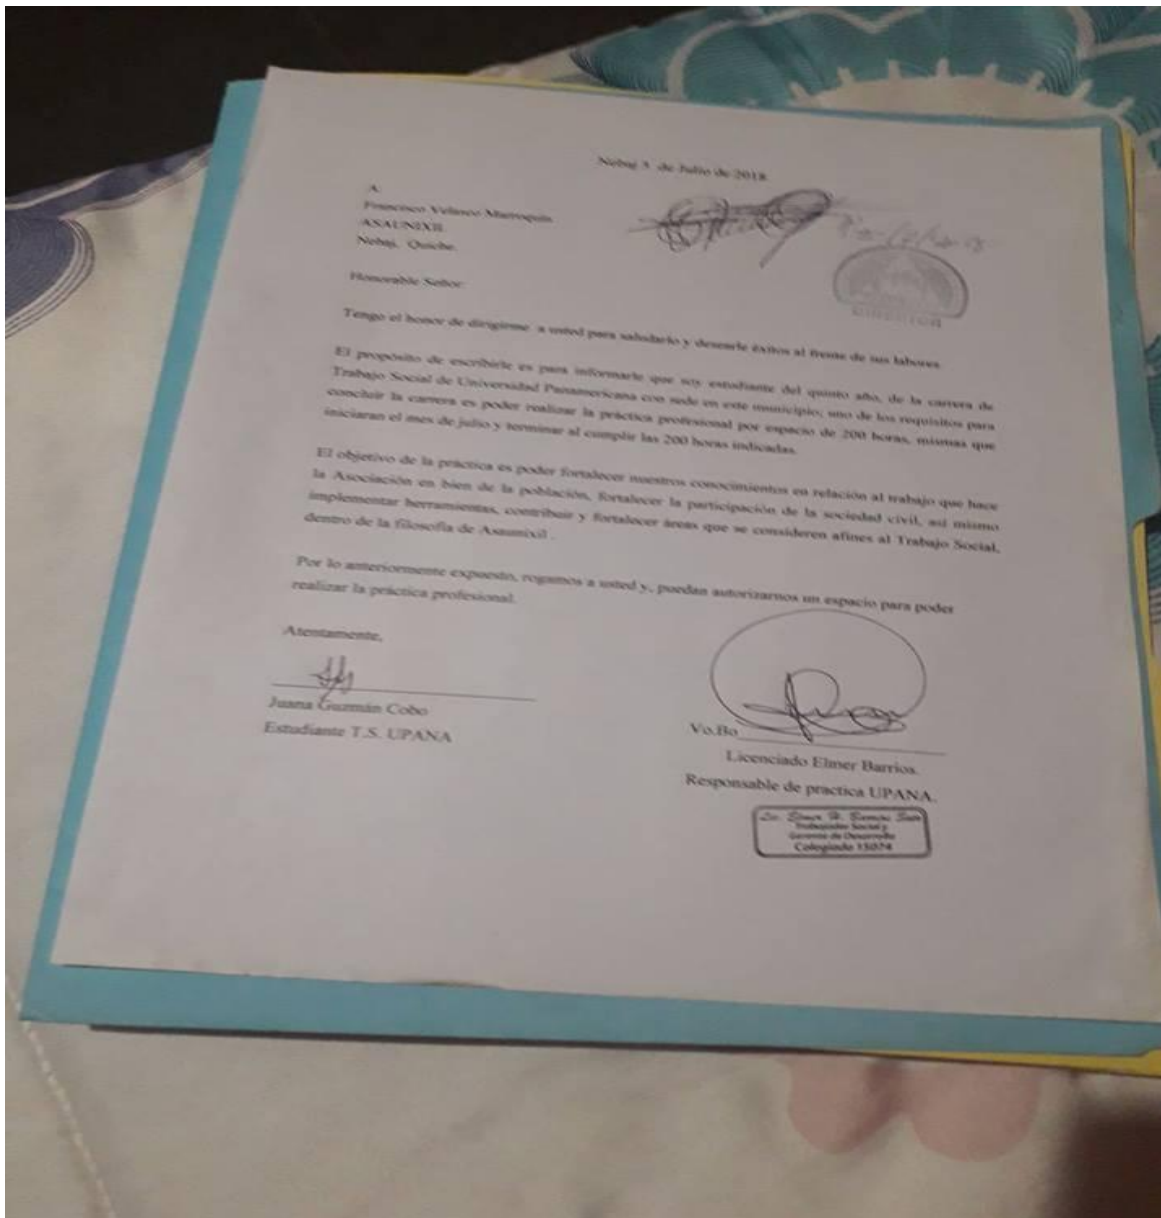 Nebaj 3 de Julio de 2018
A:
Francisco Velasco Marroquín
ASAUNIXIL
Nebaj, Quiche.
Honorable Señor:
Tengo el honor de dirigirme a usted para saludarlo y desearle éxitos al frente de sus labores
El propósito de escribirle es para informarle que soy estudiante del quinto año, de la carrera de
Trabajo Social de Universidad Panamericana con sede en este municipio; uno de los requisitos para
concluir la carrera es poder realizar la práctica profesional por espacio de 200 horas, mismas que
iniciaran el mes de julio y terminar al cumplir las 200 horas indicadas.
El objetivo de la práctica es poder fortalecer nuestros conocimientos en relación al trabajo que hace
la Asociación en bien de la población, fortalecer la participación de la sociedad civil, así mismo
implementar herramientas, contribuir y fortalecer áreas que se consideren afines al Trabajo Social,
dentro de la filosofía de Asaunixil .
Por lo anteriormente expuesto, rogamos a usted y, puedan autorizarnos un espacio para poder
realizar la práctica profesional.
Atentamente,
Juana Guzmán Cobo
Estudiante T.S. UPANA
Vo.Bo
Licenciado Elmer Barrios.
Responsable de practica UPANA.
Trabajador Social y
Gerente de Desarrollo
Colegiado 15074